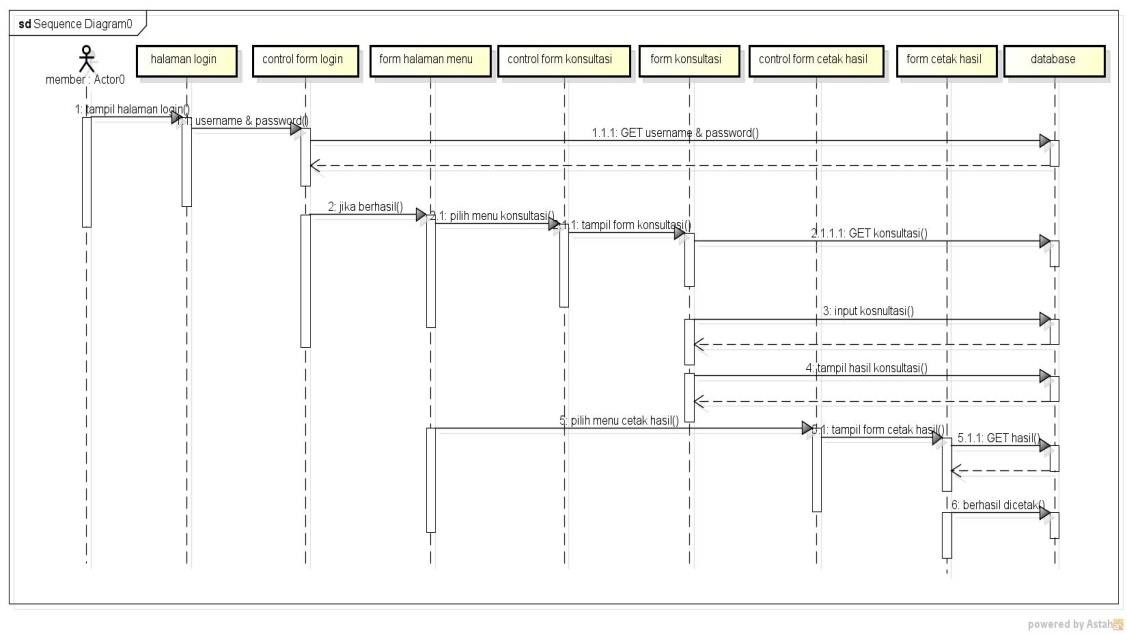 sd Sequence Diagram0
member : Actor0
halaman login
control form login
form halaman menu
control form konsultasi
form konsultasi
control form cetak hasil
form cetak hasil
database
1: tampil halaman login()
username & password()
1.1.1: GET username & password()
2: jika berhasil()
2.1: pilih menu konsultasi()
2.1.1: tampil form konsultasi()
2.1.1.1: GET konsultasi()
3: input kosnultasi()
4: tampil hasil konsultasi()
5: pilih menu cetak hasil()
5.1: tampil form cetak hasil()
5.1.1: GET hasil()
6: berhasil dicetak()
powered by Astah